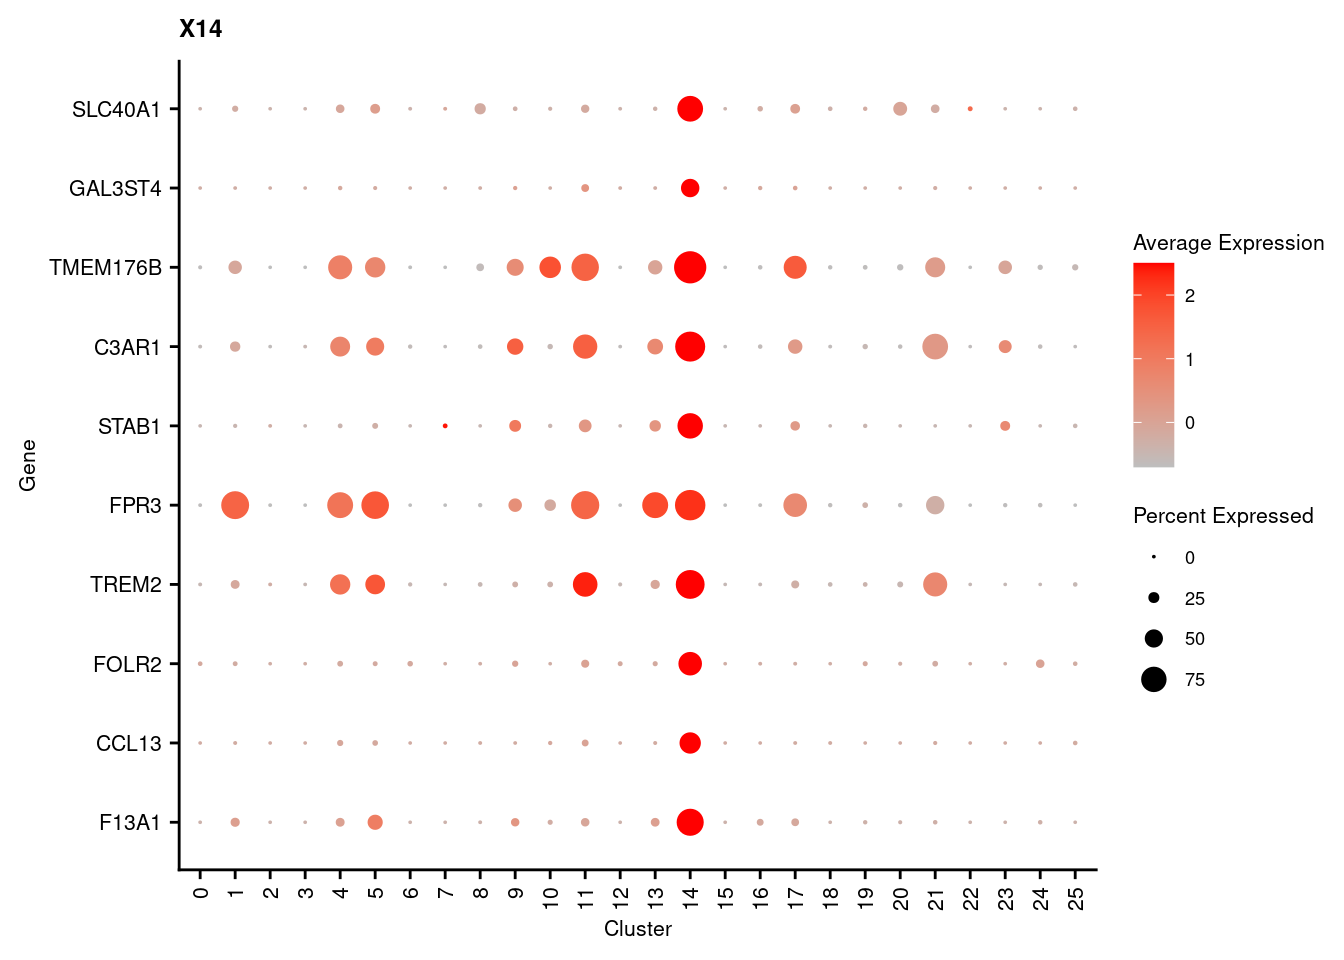 X14
SLC40A1
GAL3ST4
TMEM176B
C3AR1
STAB1
FPR3
TREM2
FOLR2
CCL13
F13A1
Gene
0 1 2 3 4 5 6 7 8 9 10 11 12 13 14 15 16 17 18 19 20 21 22 23 24 25
Cluster
Average Expression
2
1
0
Percent Expressed
0
25
50
75